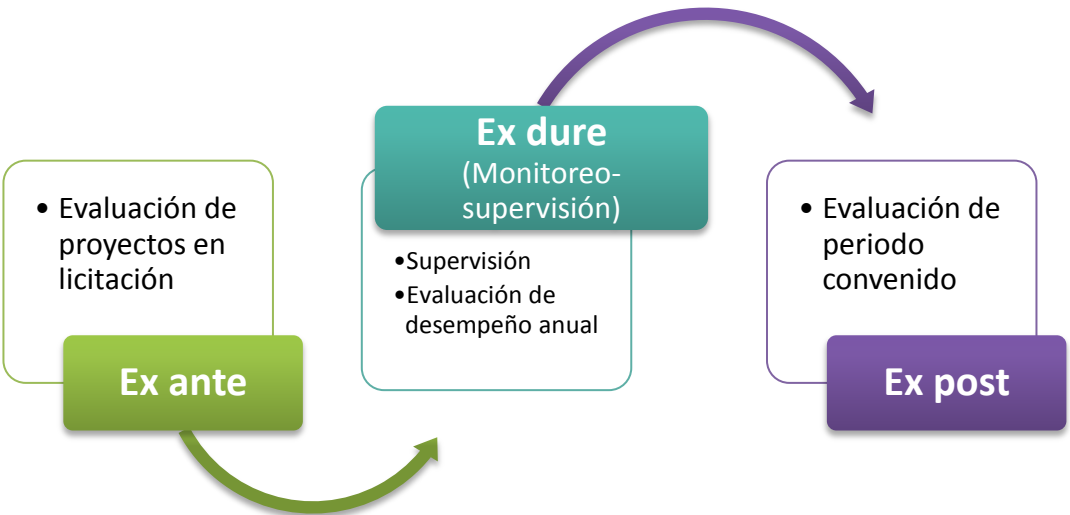 • Evaluación de
proyectos en
licitación
Ex ante
Ex dure
(Monitoreo-
supervisión)
•Supervisión
•Evaluación de
desempeño anual
• Evaluación de
periodo
convenido
Ex post